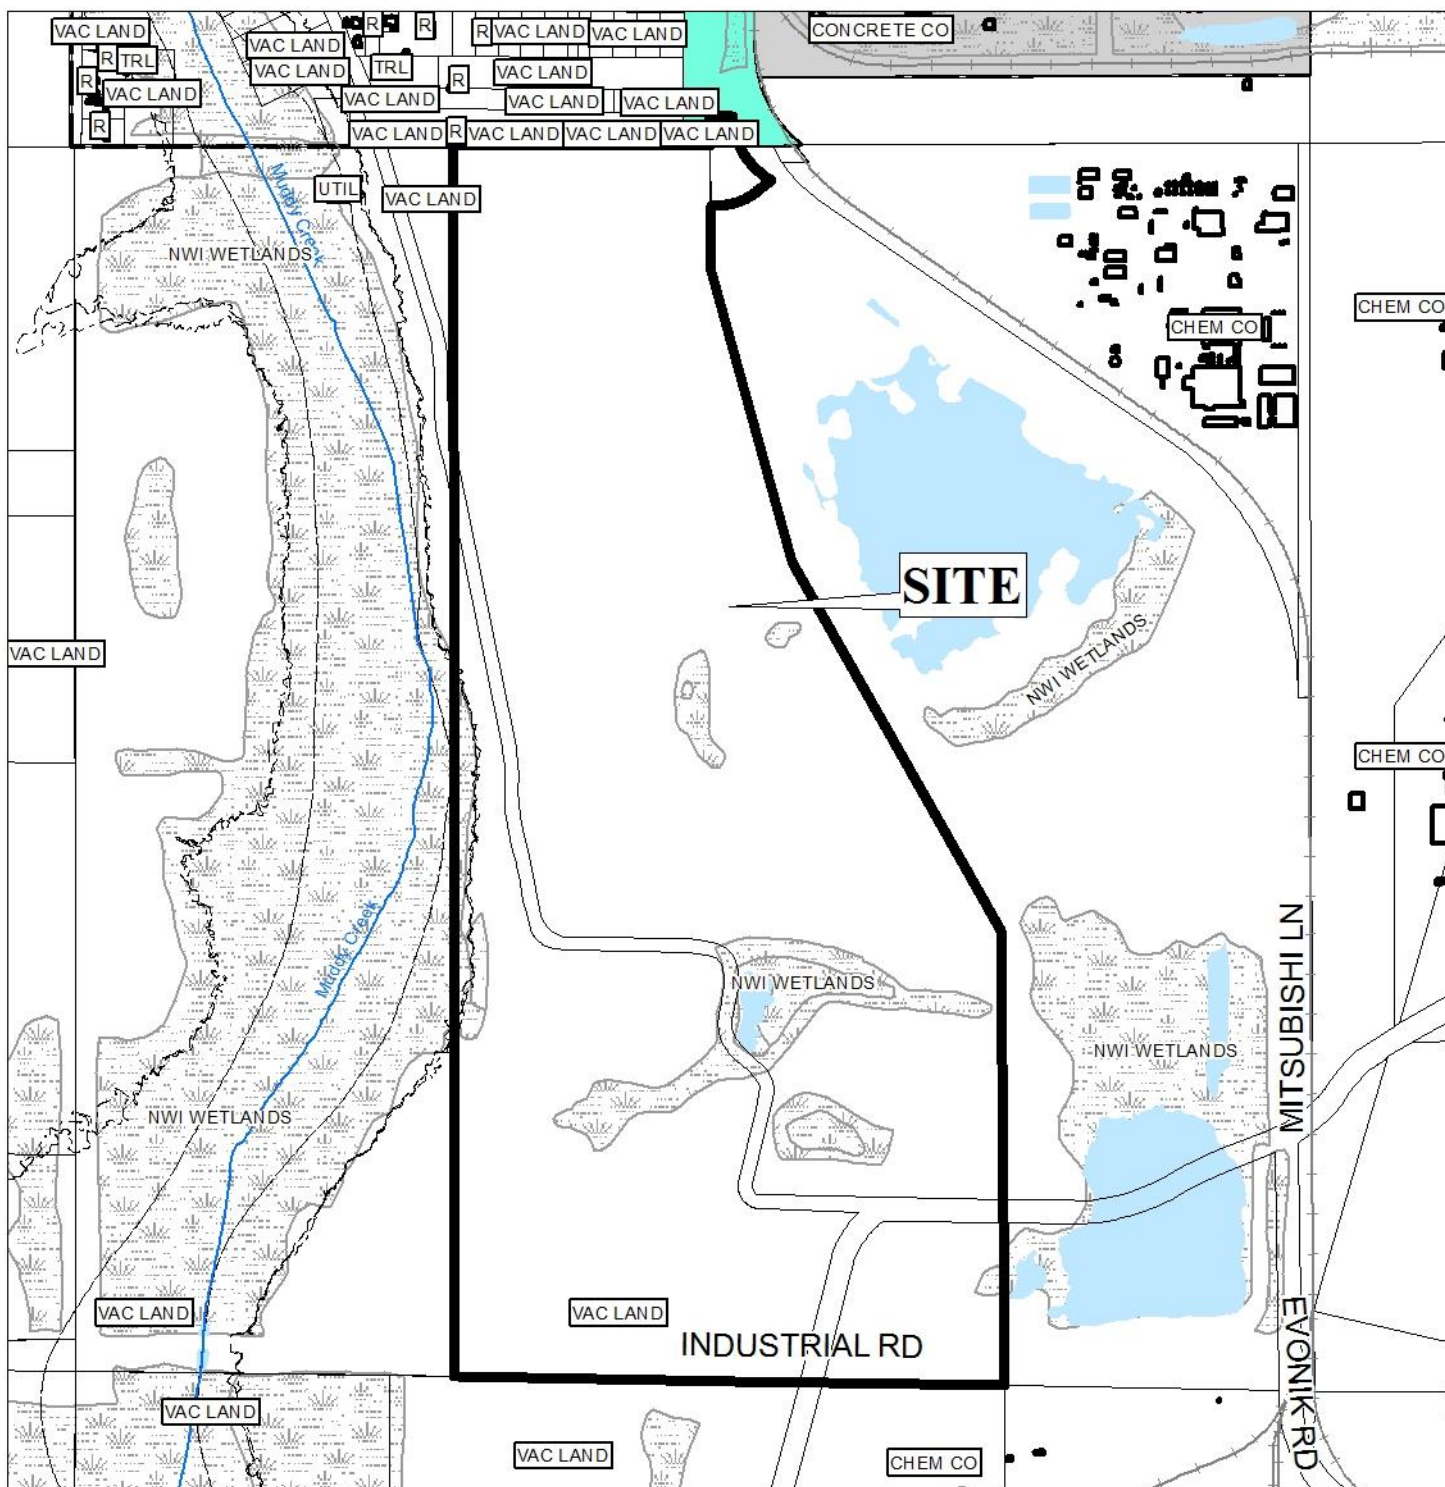 VAC LAND
R
R
VAC LAND
R
VAC LAND
VAC LAND
CONCRETE CO
R
TRL
VAC LAND
TRL
R
VAC LAND
R
VAC LAND
VAC LAND
VAC LAND
VAC LAND
R
VAC LAND
R
VAC LAND
VAC LAND
VAC LAND
Muddy Creek
UTIL
VAC LAND
NWI WETLANDS
CHEM CO
CHEM CO
SITE
VAC LAND
NWI WETLANDS
CHEM CO
Muddy Creek
NWI WETLANDS
MITSUBISHI LN
NWI WETLANDS
NWI WETLANDS
VAC LAND
VAC LAND
INDUSTRIAL RD
EVONIK RD
VAC LAND
VAC LAND
CHEM CO